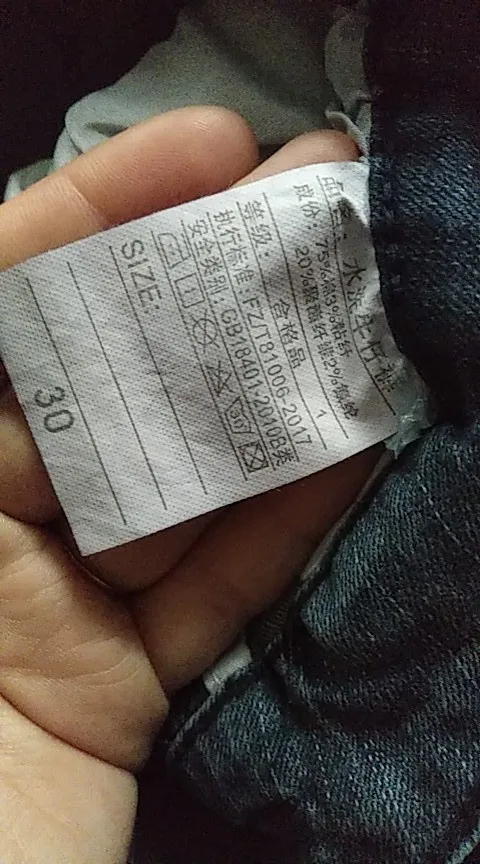 品名：水洗牛仔裤
成份：75%棉3%粘纤
20%聚酯纤维2%氨纶
等级：合格品 1
执行标准：FZ/T81006-2017
安全类别：GB18401-2010B类
SIZE:
30